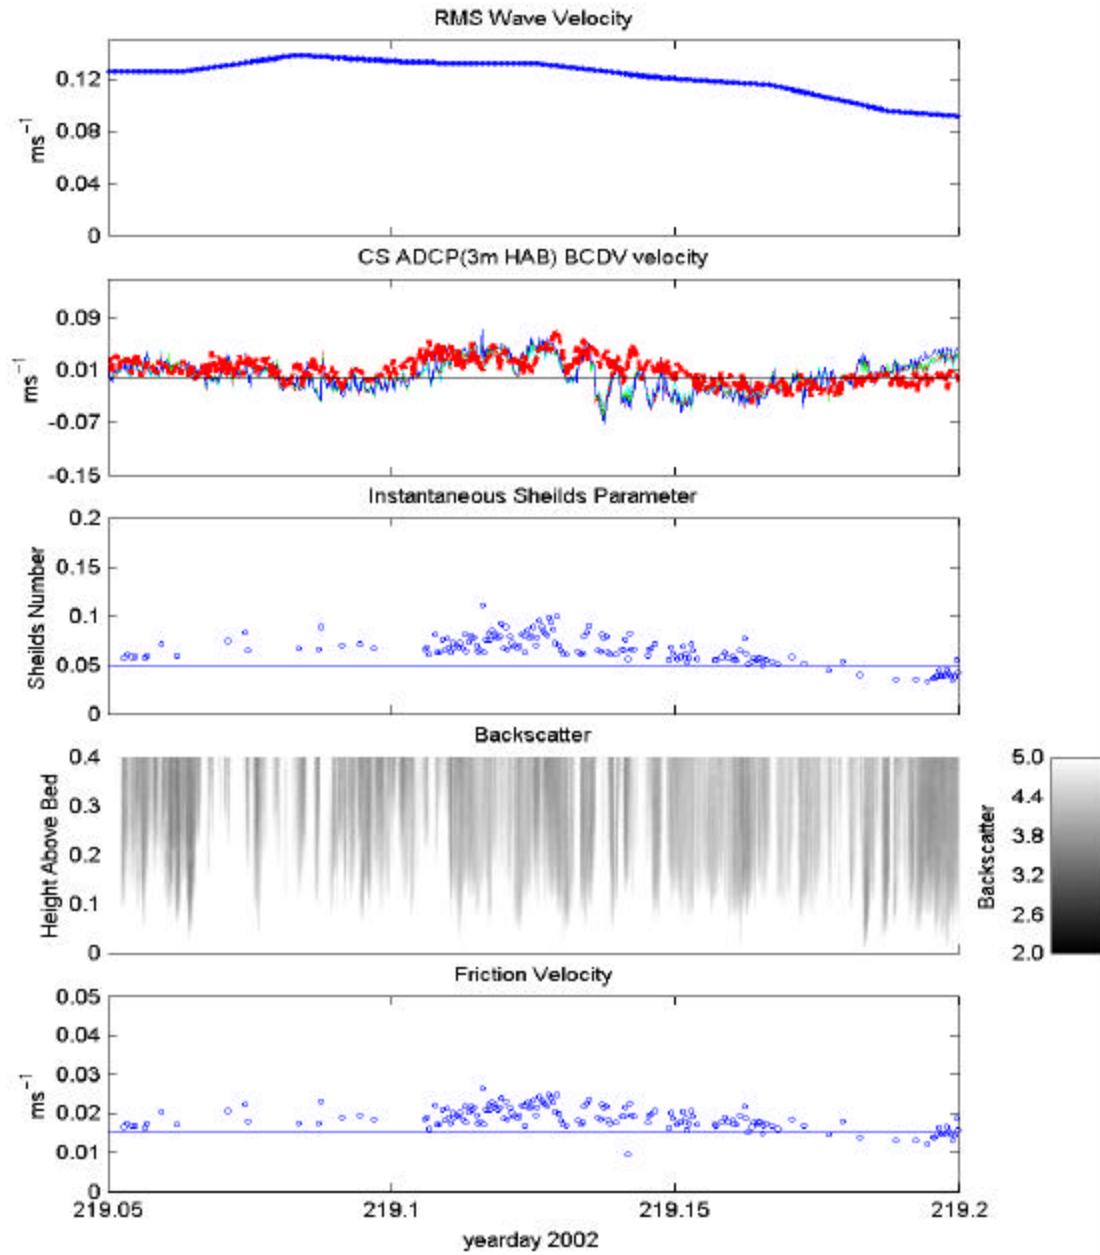 RMS Wave Velocity
0.12
0.08
0.04
0
ms⁻¹
CS ADCP(3m HAB) BCDV velocity
0.09
0.01
-0.07
-0.15
ms⁻¹
Instantaneous Sheilds Parameter
0.2
0.15
0.1
0.05
0
Sheilds Number
Backscatter
0.4
0.3
0.2
0.1
0
Height Above Bed
5.0
4.4
3.8
3.2
2.6
2.0
Backscatter
Friction Velocity
0.05
0.04
0.03
0.02
0.01
0
ms⁻¹
219.05 219.1 219.15 219.2
yearday 2002